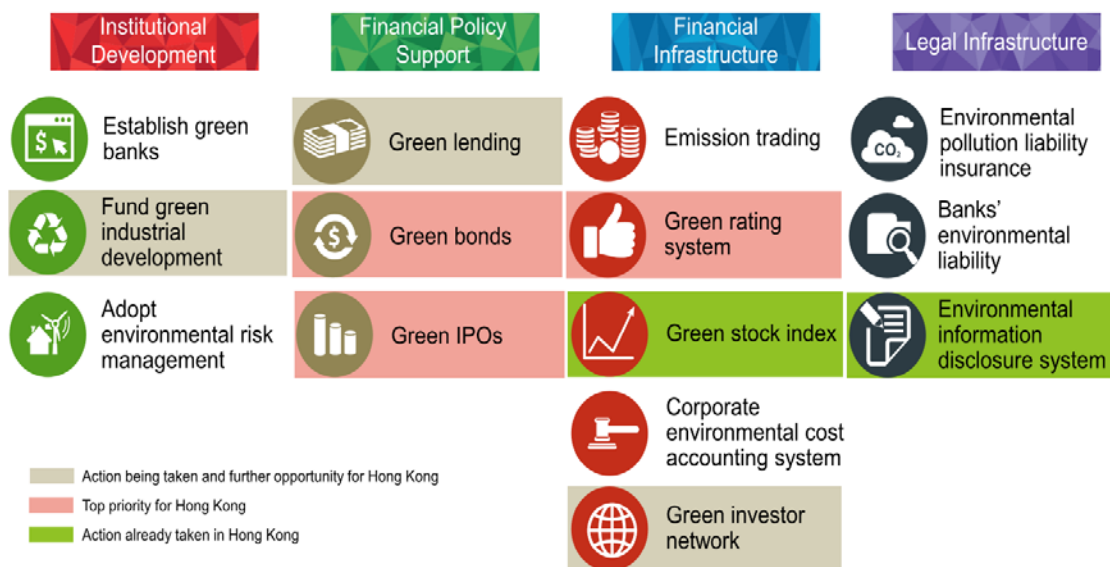 Institutional
Development
Financial Policy
Support
Financial
Infrastructure
Legal Infrastructure
$
Establish green
banks
Green lending
Emission trading
CO₂
Environmental
pollution liability
insurance
Fund green
industrial
development
$
Green bonds
Green rating
system
Banks'
environmental
liability
Adopt
environmental risk
management
Green IPOs
Green stock index
Environmental
information
disclosure system
Corporate
environmental cost
accounting system
Green investor
network
Action being taken and further opportunity for Hong Kong
Top priority for Hong Kong
Action already taken in Hong Kong